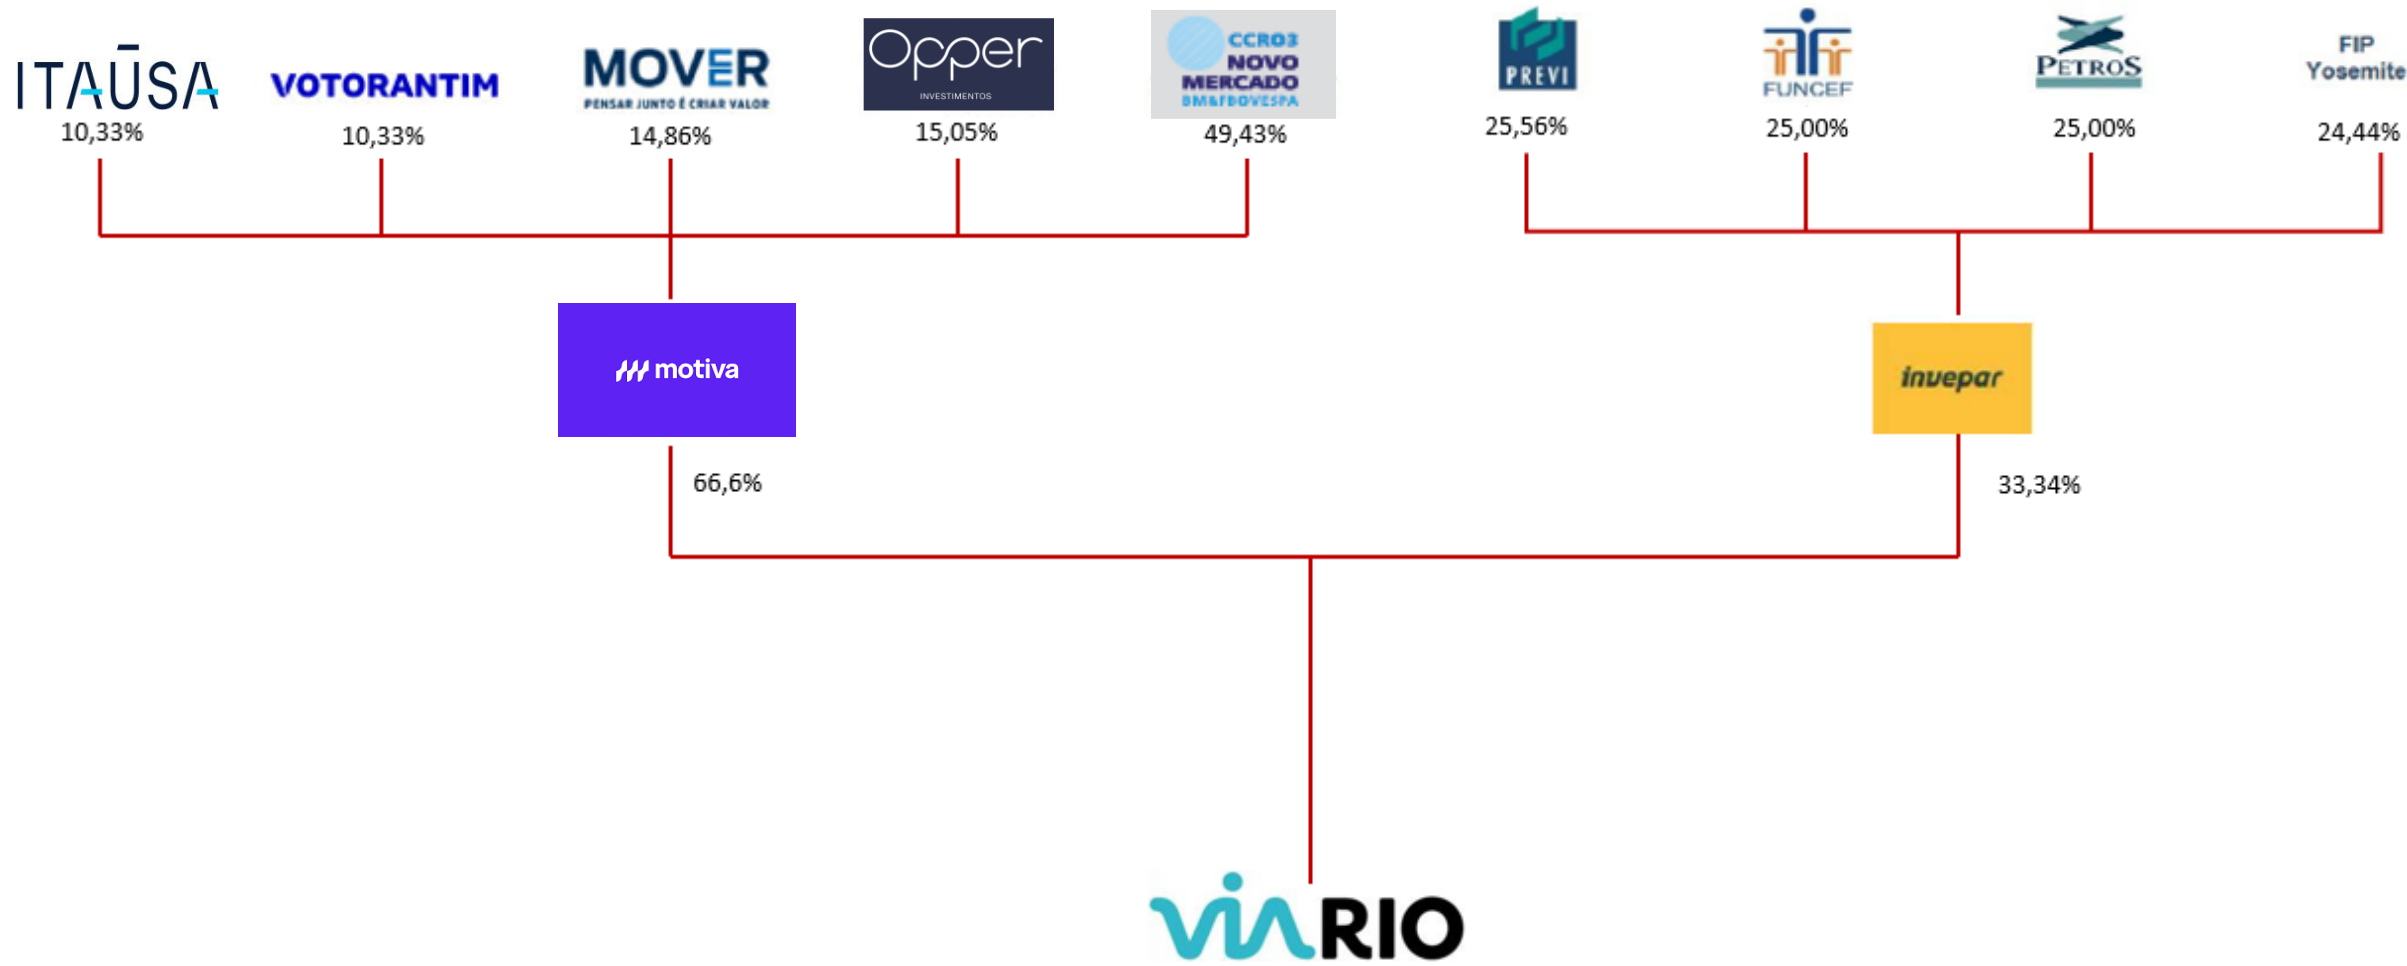 ITAŪSA
10,33%
VOTORANTIM
10,33%
MOVER
PENSAR JUNTO É CRIAR VALOR
14,86%
Opper
INVESTIMENTOS
15,05%
CCRO3
NOVO
MERCADO
BM&FBOVESPA
49,43%
PREVI
25,56%
FUNCEF
25,00%
PETROS
25,00%
FIP
Yosemite
24,44%
motiva
invepar
66,6%
33,34%
VIARIO